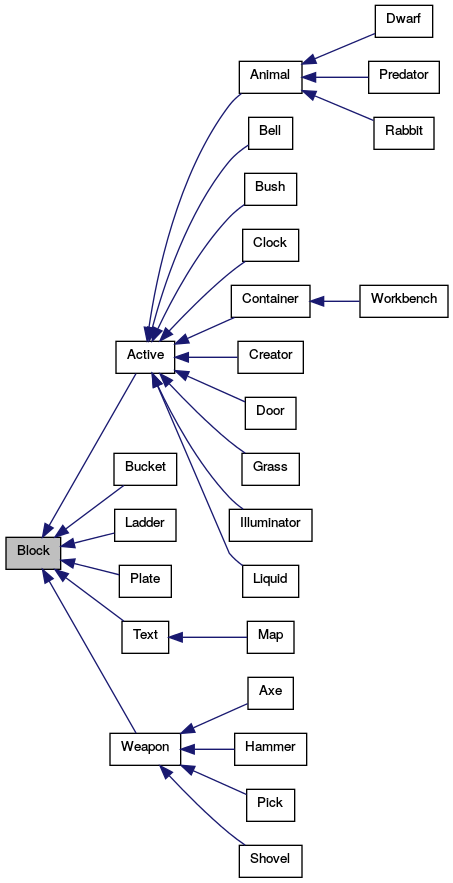 Dwarf
Animal
Predator
Rabbit
Bell
Bush
Clock
Container
Workbench
Active
Creator
Door
Bucket
Grass
Ladder
Illuminator
Block
Plate
Liquid
Text
Map
Axe
Weapon
Hammer
Pick
Shovel